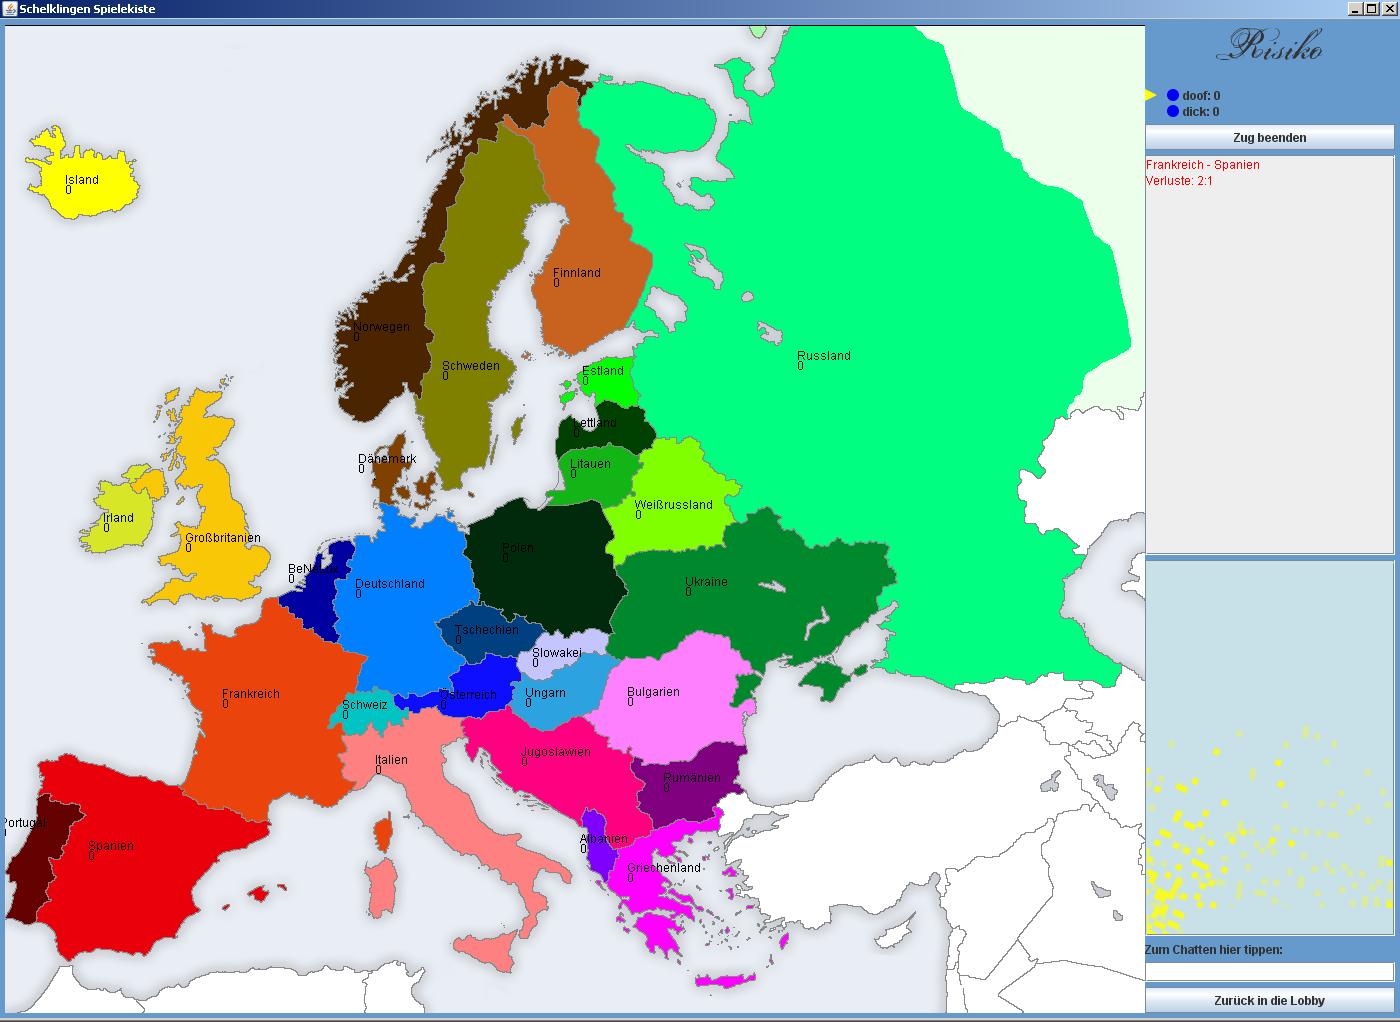 Schelklingen Spielekiste
Risiko
doof: 0
dick: 0
Zug beenden
Frankreich - Spanien
Verluste: 2:1
Island
0
Finnland
0
Norwegen
0
Schweden
0
Russland
0
Estland
0
Lettland
0
Dänemark
0
Litauen
0
Weißrussland
0
Irland
0
Großbritanien
0
Polen
0
BeNeLux
0
Deutschland
0
Ukraine
0
Tschechien
0
Slowakei
0
Frankreich
0
Schweiz
0
Österreich
0
Ungarn
0
Bulgarien
0
Italien
0
Jugoslawien
0
Rumänien
0
Portugal
0
Spanien
0
Albanien
0
Griechenland
0
Zum Chatten hier tippen:
Zurück in die Lobby